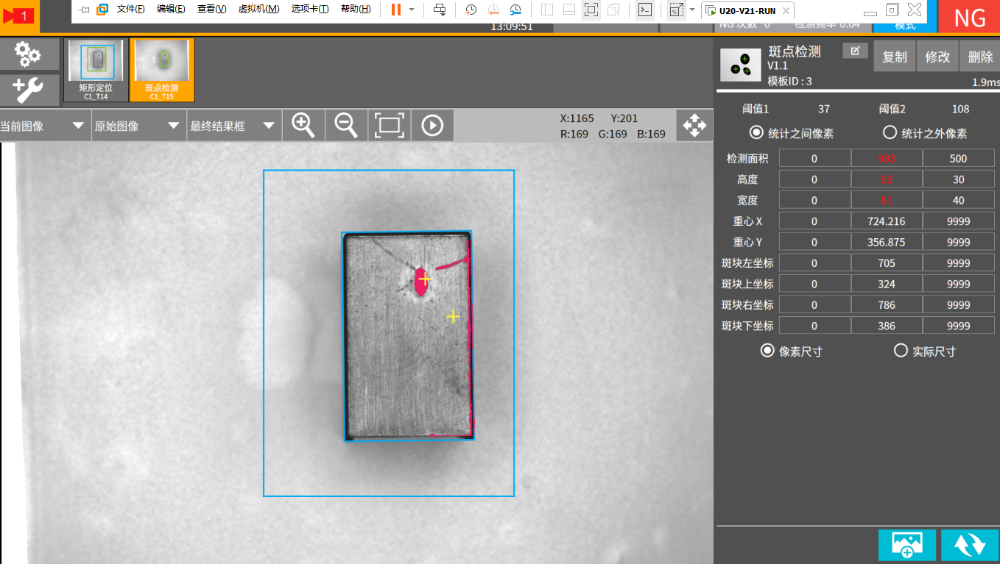 1
文件(F) 编辑(E) 查看(V) 虚拟机(M) 选项卡(T) 帮助(H)
U20-V21-RUN
13:09:51
NG 次数 0 检测频率 0.64
模式
NG
矩形定位
C1_T14
斑点检测
C1_T15
斑点检测
V1.1
模板ID : 3
复制 修改 删除
1.9ms
当前图像 原始图像 最终结果框
X:1165 Y:201
R:169 G:169 B:169
阈值1 37 阈值2 108
统计之间像素 统计之外像素
检测面积 0 983 500
高度 0 62 30
宽度 0 81 40
重心 X 0 724.216 9999
重心 Y 0 356.875 9999
斑块左坐标 0 705 9999
斑块上坐标 0 324 9999
斑块右坐标 0 786 9999
斑块下坐标 0 386 9999
像素尺寸 实际尺寸